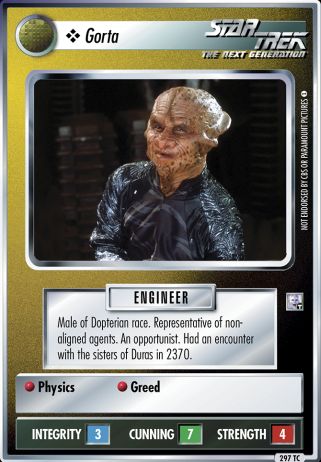 ❖ Gorta
STAR TREK
THE NEXT GENERATION
NOT ENDORSED BY CBS OR PARAMOUNT PICTURES
ENGINEER
Male of Dopterian race. Representative of non-
aligned agents. An opportunist. Had an encounter
with the sisters of Duras in 2370.
Physics Greed
INTEGRITY 3 CUNNING 7 STRENGTH 4
297 TC